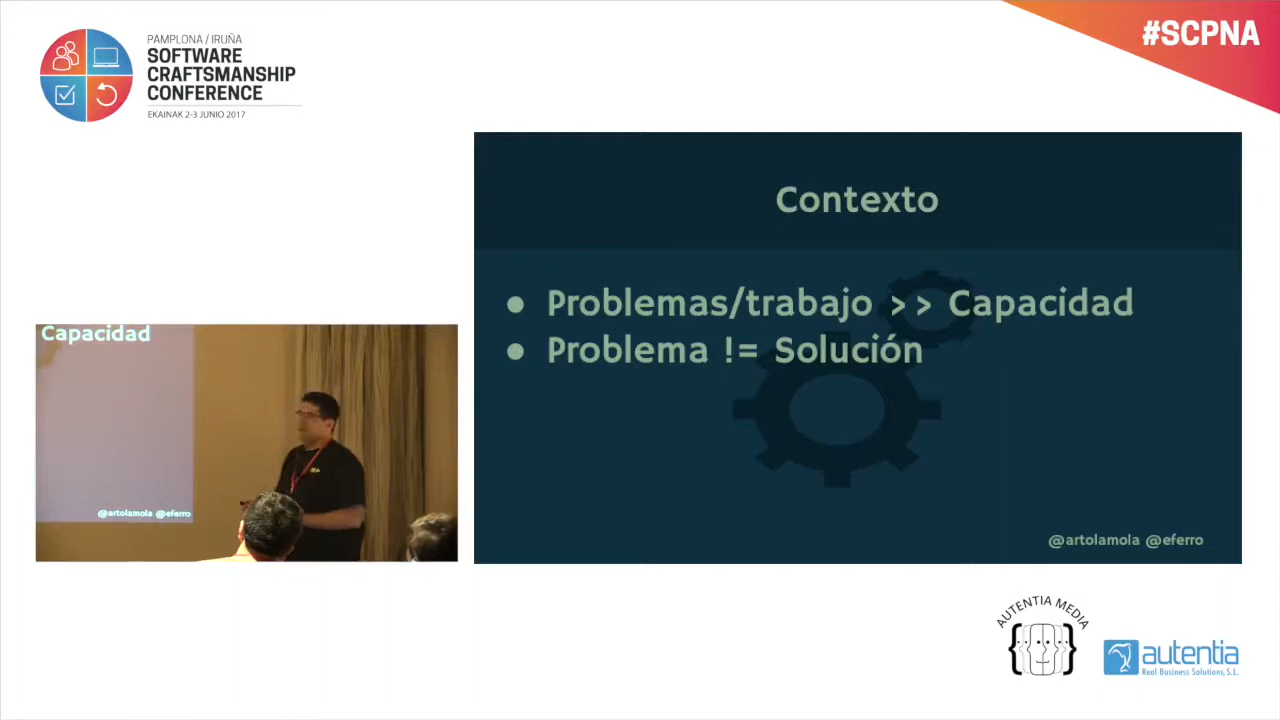 PAMPLONA / IRUÑA
SOFTWARE
CRAFTSMANSHIP
CONFERENCE
EKAINAK 2-3 JUNIO 2017
#SCPNA
Contexto
● Problemas/trabajo >> Capacidad
● Problema != Solución
@artolamola @eferro
Capacidad
@artolamola @eferro
AUTENTIA MEDIA
autentia
Real Business Solutions, S.L.